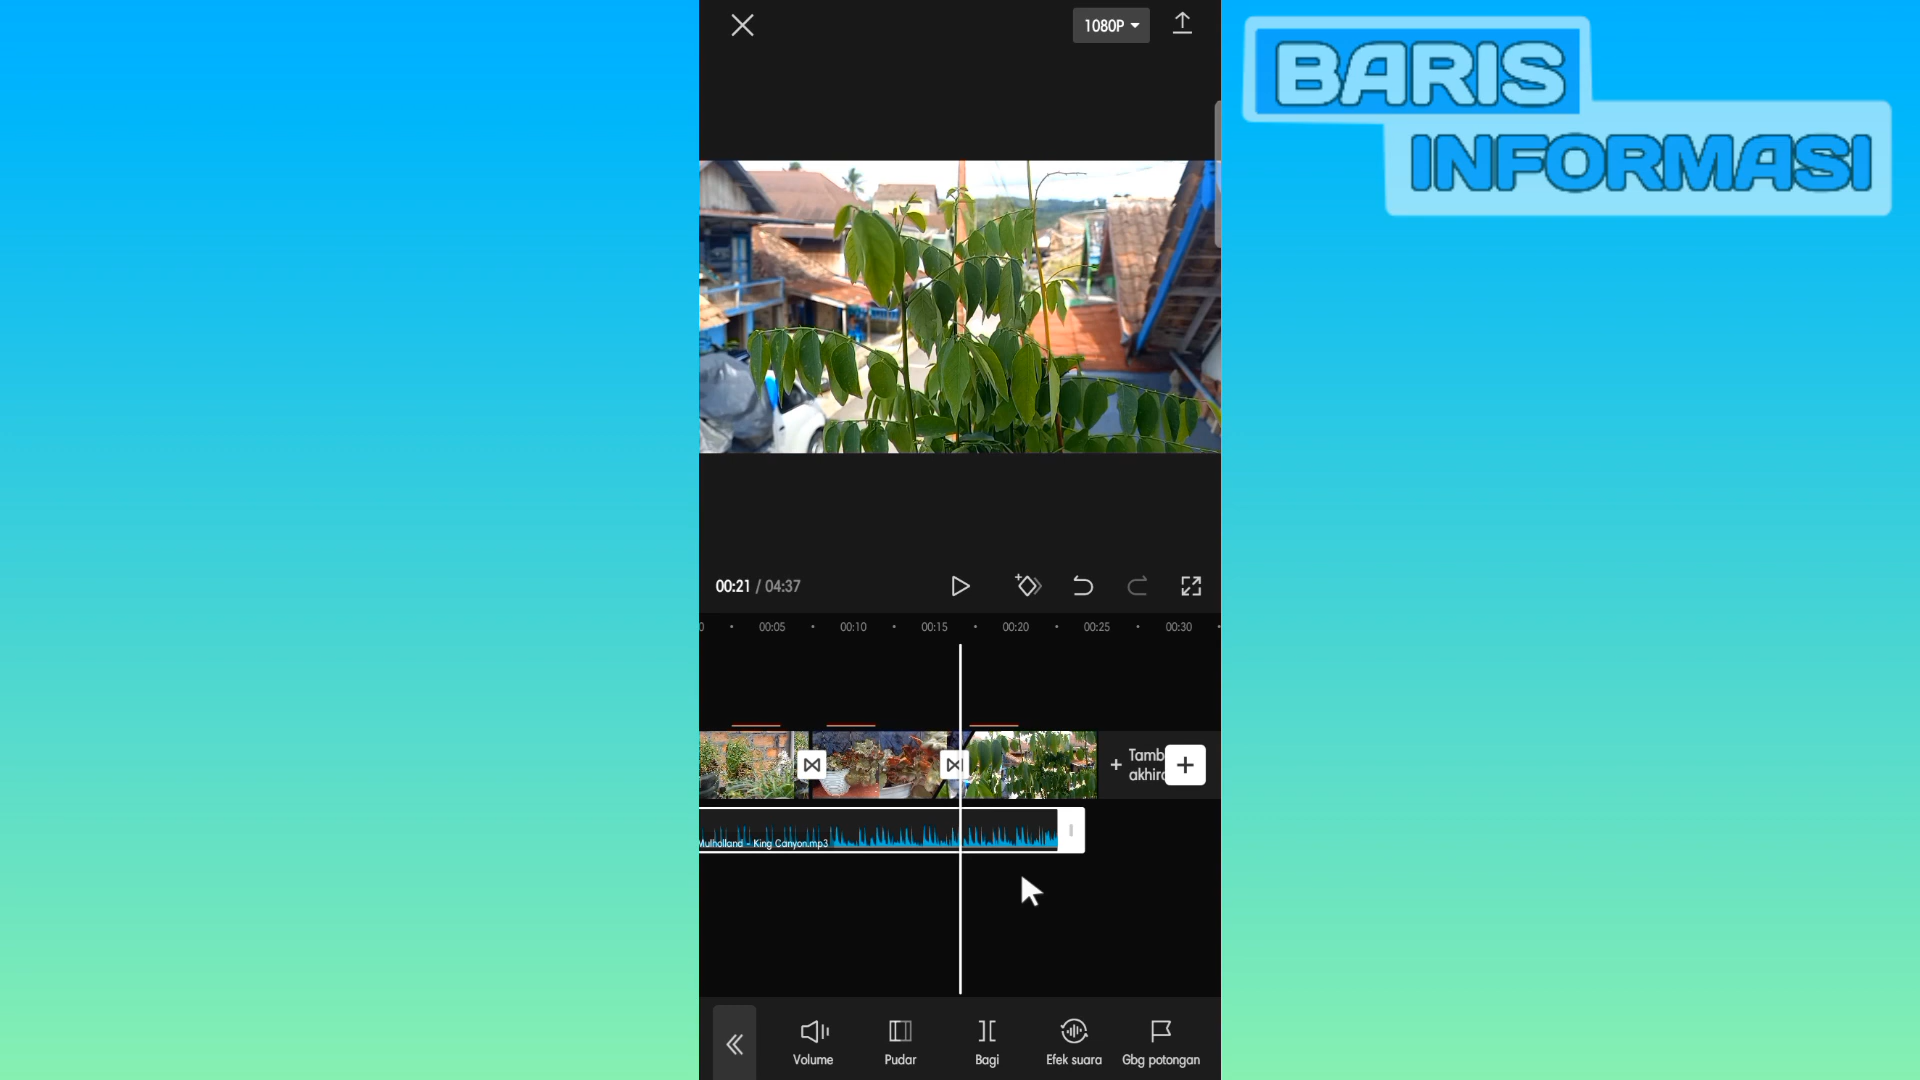 1080P
BARIS
INFORMASI
00:21 / 04:37
00:05 00:10 00:15 00:20 00:25 00:30
+ Tamb
akhir
Mulholland - King Canyon.mp3
Volume Pudar Bagi Efek suara Gbg potongan